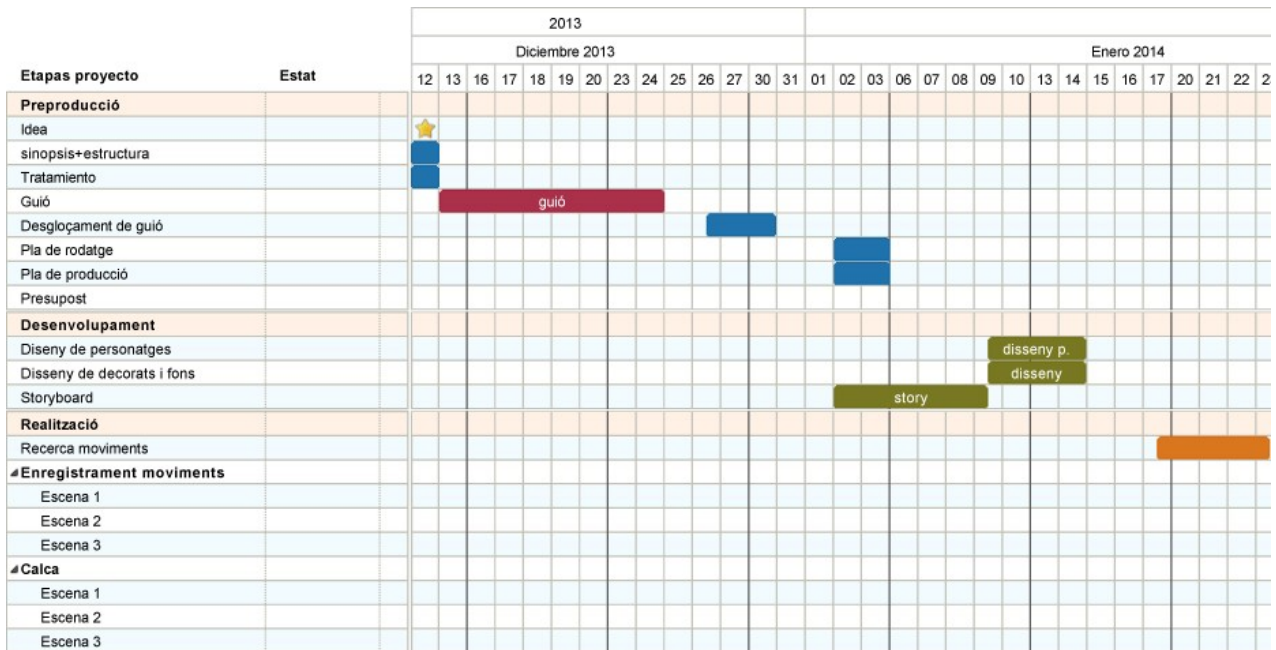 2013
Diciembre 2013 Enero 2014
Etapas proyecto Estat 12 13 16 17 18 19 20 23 24 25 26 27 30 31 01 02 03 06 07 08 09 10 13 14 15 16 17 20 21 22
Preproducció
Idea
sinopsis+estructura
Tratamiento
Guió guió
Desgloçament de guió
Pla de rodatge
Pla de producció
Presupost
Desenvolupament
Diseny de personatges disseny p.
Disseny de decorats i fons disseny
Storyboard story
Realització
Recerca moviments
Enregistrament moviments
Escena 1
Escena 2
Escena 3
Calca
Escena 1
Escena 2
Escena 3